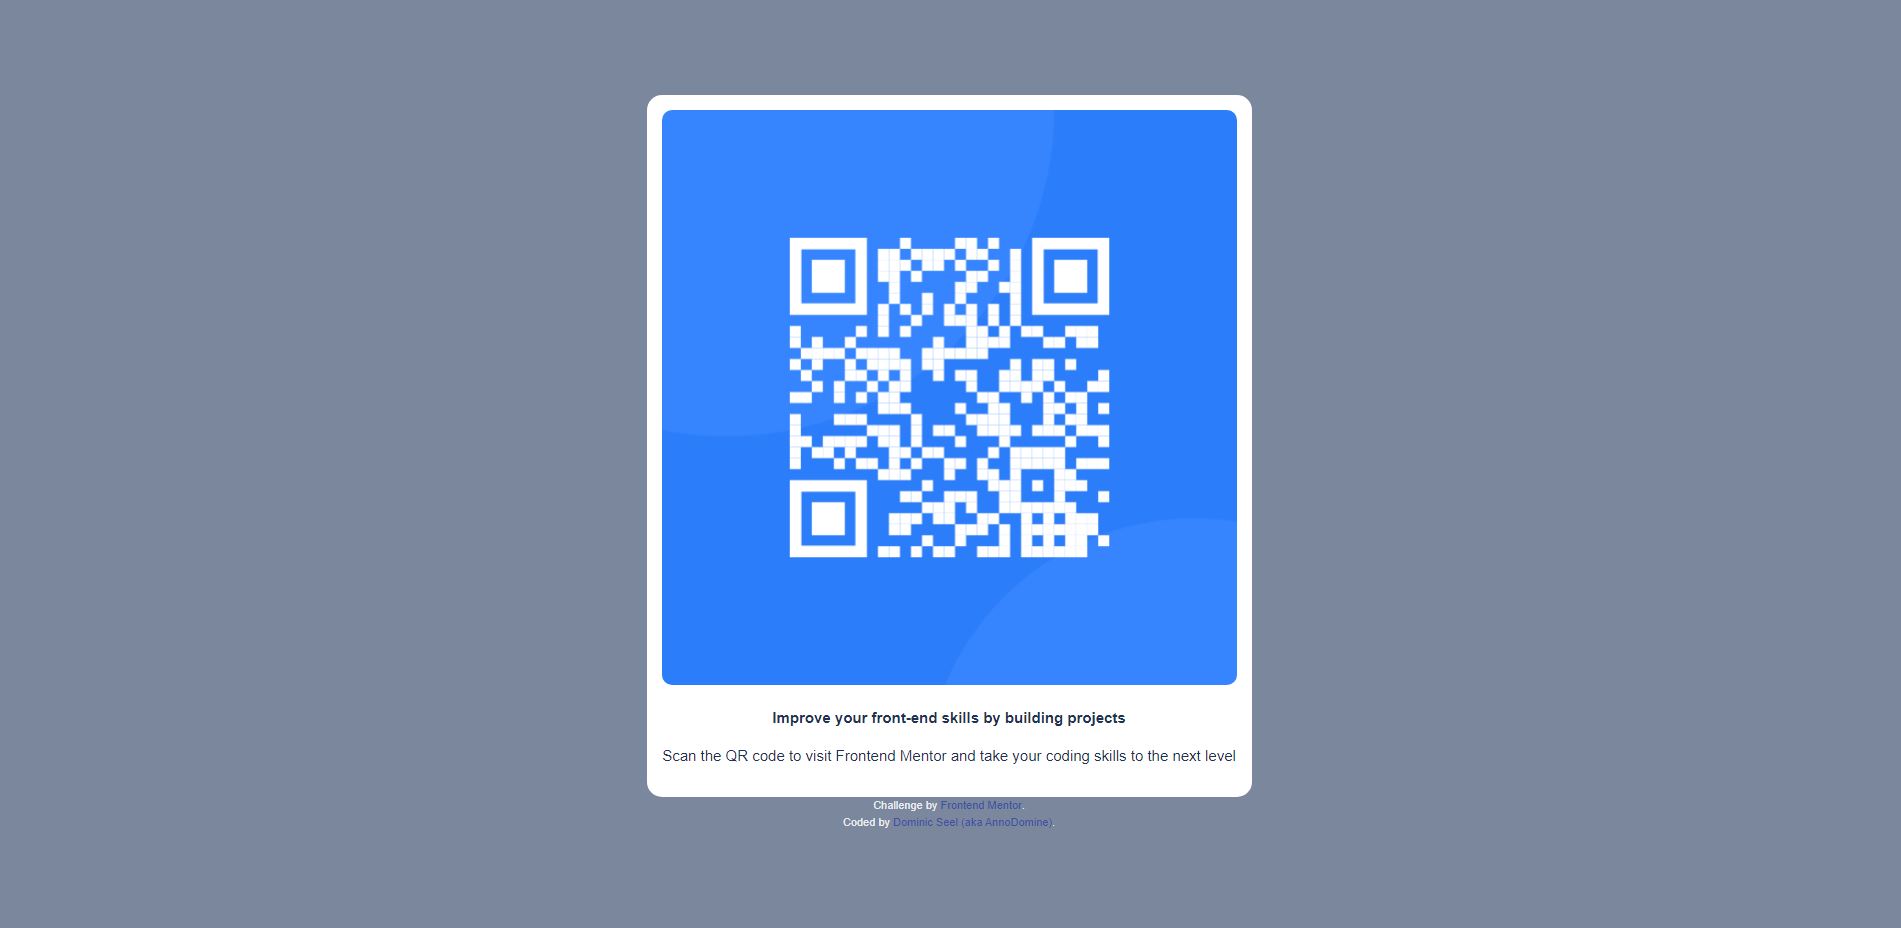 Improve your front-end skills by building projects
Scan the QR code to visit Frontend Mentor and take your coding skills to the next level
Challenge by Frontend Mentor.
Coded by Dominic Seel (aka AnnoDomine).